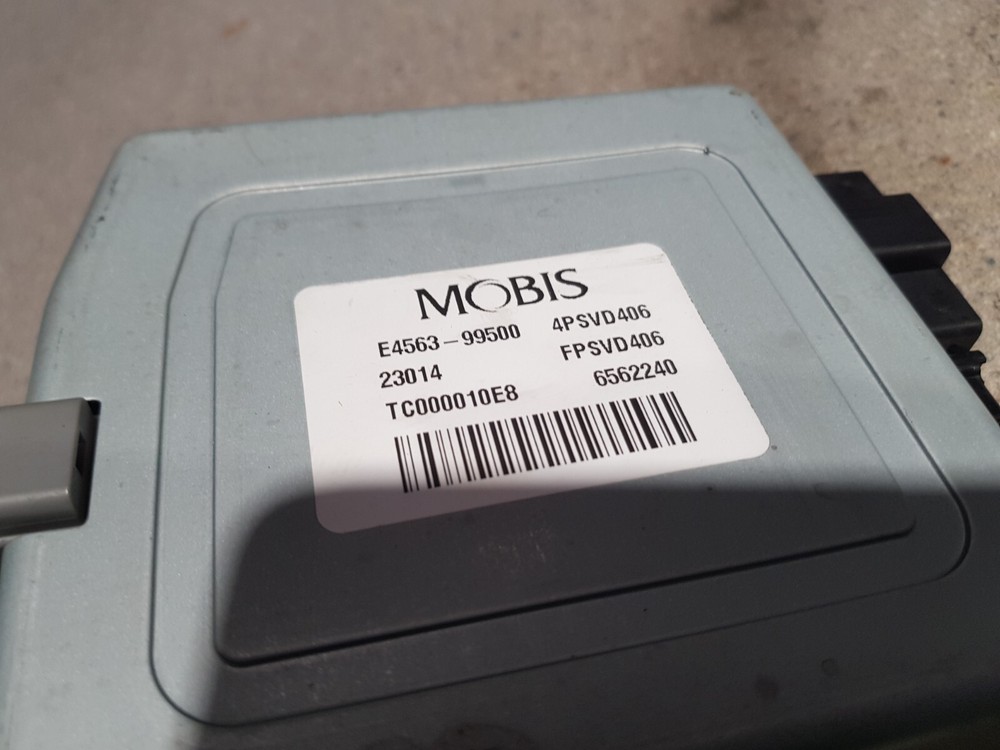 MOBIS
E4563-99500 4PSVD406
23014 FPSVD406
TC000010E8 6562240